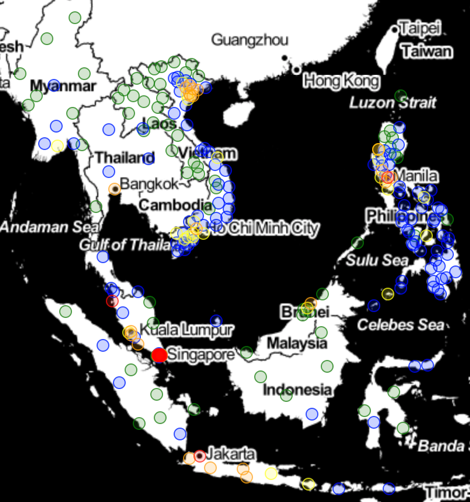 Taipei
Guangzhou
Taiwan
esh
Hong Kong
Myanmar
Luzon Strait
Laos
Thailand
Vietnam
Manila
Bangkok
Cambodia
Philippines
Andaman Sea
Ho Chi Minh City
Gulf of Thailan
Sulu Sea
Brunei
Celebes Sea
Kuala Lumpur
Malaysia
Singapore
Indonesia
Banda
Jakarta
Timor